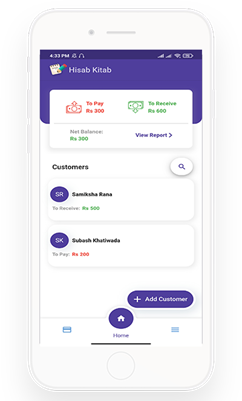 4:33 PM
Hisab Kitab
To Pay
Rs 300
To Receive
Rs 600
Net Balance:
Rs 300
View Report
Customers
SR
Samiksha Rana
To Receive: Rs 500
SK
Subash Khatiwada
To Pay: Rs 200
+ Add Customer
Home